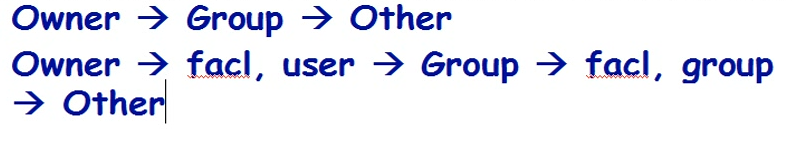 Owner → Group → Other
Owner → facl, user → Group → facl, group
→ Other